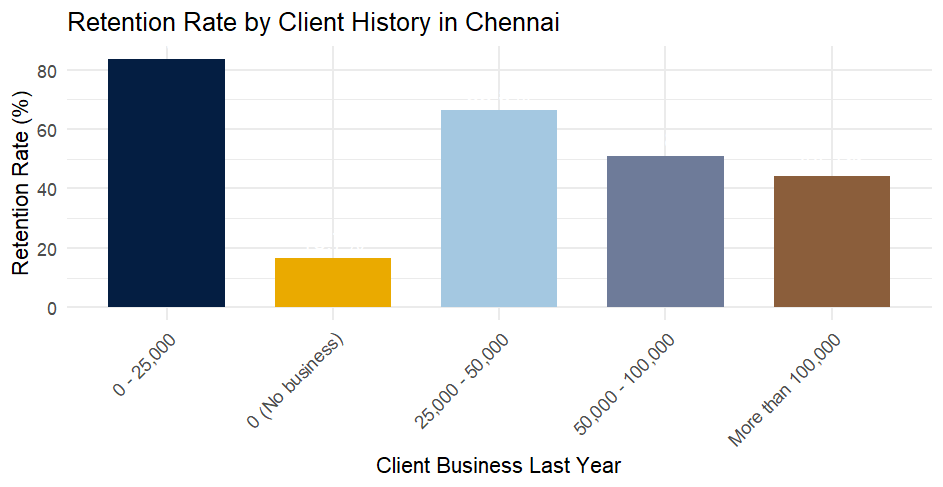 Retention Rate by Client History in Chennai
Retention Rate (%)
80
60
40
20
0
0 - 25,000
0 (No business)
25,000 - 50,000
50,000 - 100,000
More than 100,000
Client Business Last Year